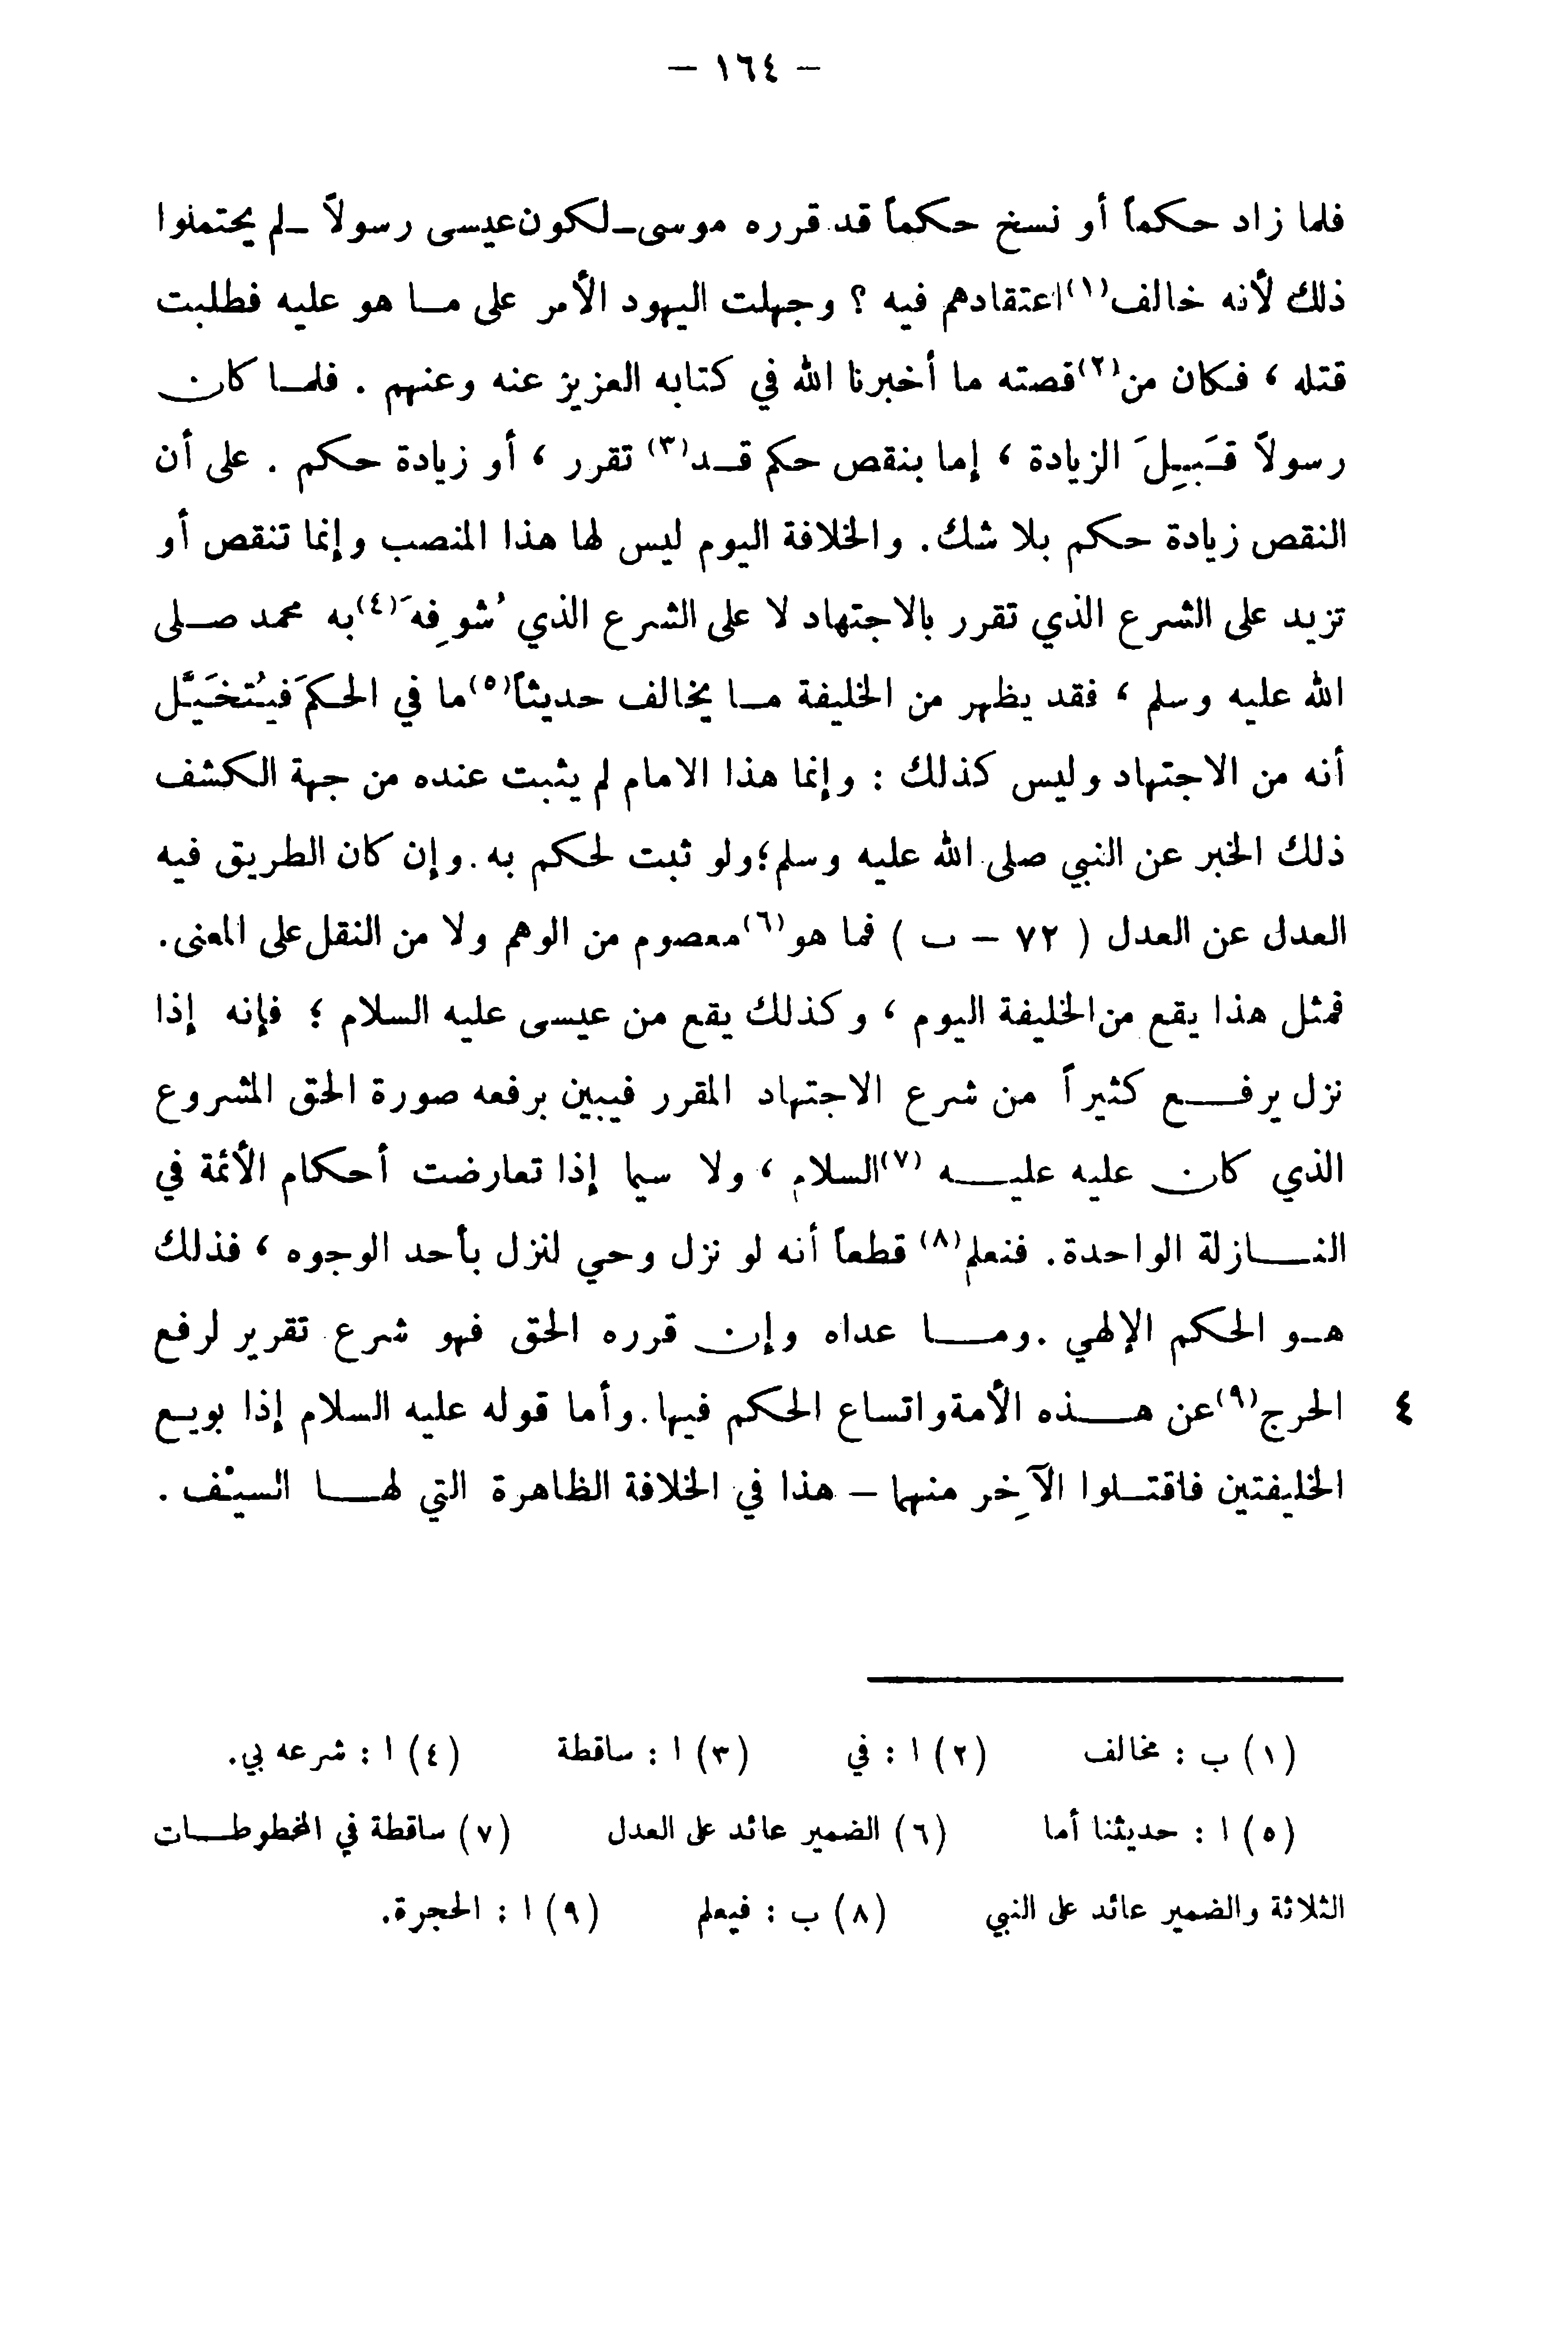 – ١٦٤ –
فلما زاد حكماً أو نسخ حكماً قد قرره موسى–لكون عيسى رسولاً –لم يحتملوا
ذلك لأنه خالف(١) اعتقادهم فيه ؟ وجهلت اليهود الأمر على ما هو عليه فطلبت
قتله ، فكان من(٢) قصته ما أخبرنا الله في كتابه العزيز عنه وعنهم . فلما كان
رسولاً قَبِلَ الزيادة ، إما بنقص حكم قد(٣) تقرر ، أو زيادة حكم . على أن
النقص زيادة حكم بلا شك. والخلافة اليوم ليس لها هذا المنصب وإنما تنقص أو
تزيد على الشرع الذي تقرر بالاجتهاد لا على الشرع الذي شُوفِهَ(٤) به محمد صلى
الله عليه وسلم ، فقد يظهر من الخليفة ما يخالف حديثاً(٥) ما في الحكم فيُتخَيَّل
أنه من الاجتهاد وليس كذلك : وإنما هذا الامام لم يثبت عنده من جهة الكشف
ذلك الخبر عن النبي صلى الله عليه وسلم؛ ولو ثبت لحكم به. وإن كان الطريق فيه
العدل عن العدل ( ٧٢ – ب ) فما هو(٦) معصوم من الوهم ولا من النقل على المعنى.
فمثل هذا يقع من الخليفة اليوم ، وكذلك يقع من عيسى عليه السلام ؛ فإنه إذا
نزل يرفع كثيراً من شرع الاجتهاد المقرر فيبين برفعه صورة الحق المشروع
الذي كان عليه عليه (٧) السلام ، ولا سيما إذا تعارضت أحكام الأئمة في
النازلة الواحدة. فنعلم(٨) قطعاً أنه لو نزل وحي لنزل بأحد الوجوه ، فذلك
هو الحكم الإلهي . وما عداه وإن قرره الحق فهو شرع تقرير لرفع
الحرج(٩) عن هذه الأمة واتساع الحكم فيها. وأما قوله عليه السلام إذا بويع ٤
الخليفتين فاقتلوا الآخِر منهما – هذا في الخلافة الظاهرة التي لها السيْف .
(١) ب : مخالف (٢) ا : في (٣) ا : ساقطة (٤) ا : شرعه بي.
(٥) ا : حديثنا أما (٦) الضمير عائد على العدل (٧) ساقطة في المخطوطات
الثلاثة والضمير عائد على النبي (٨) ب : فيعلم (٩) ا : الحجرة.